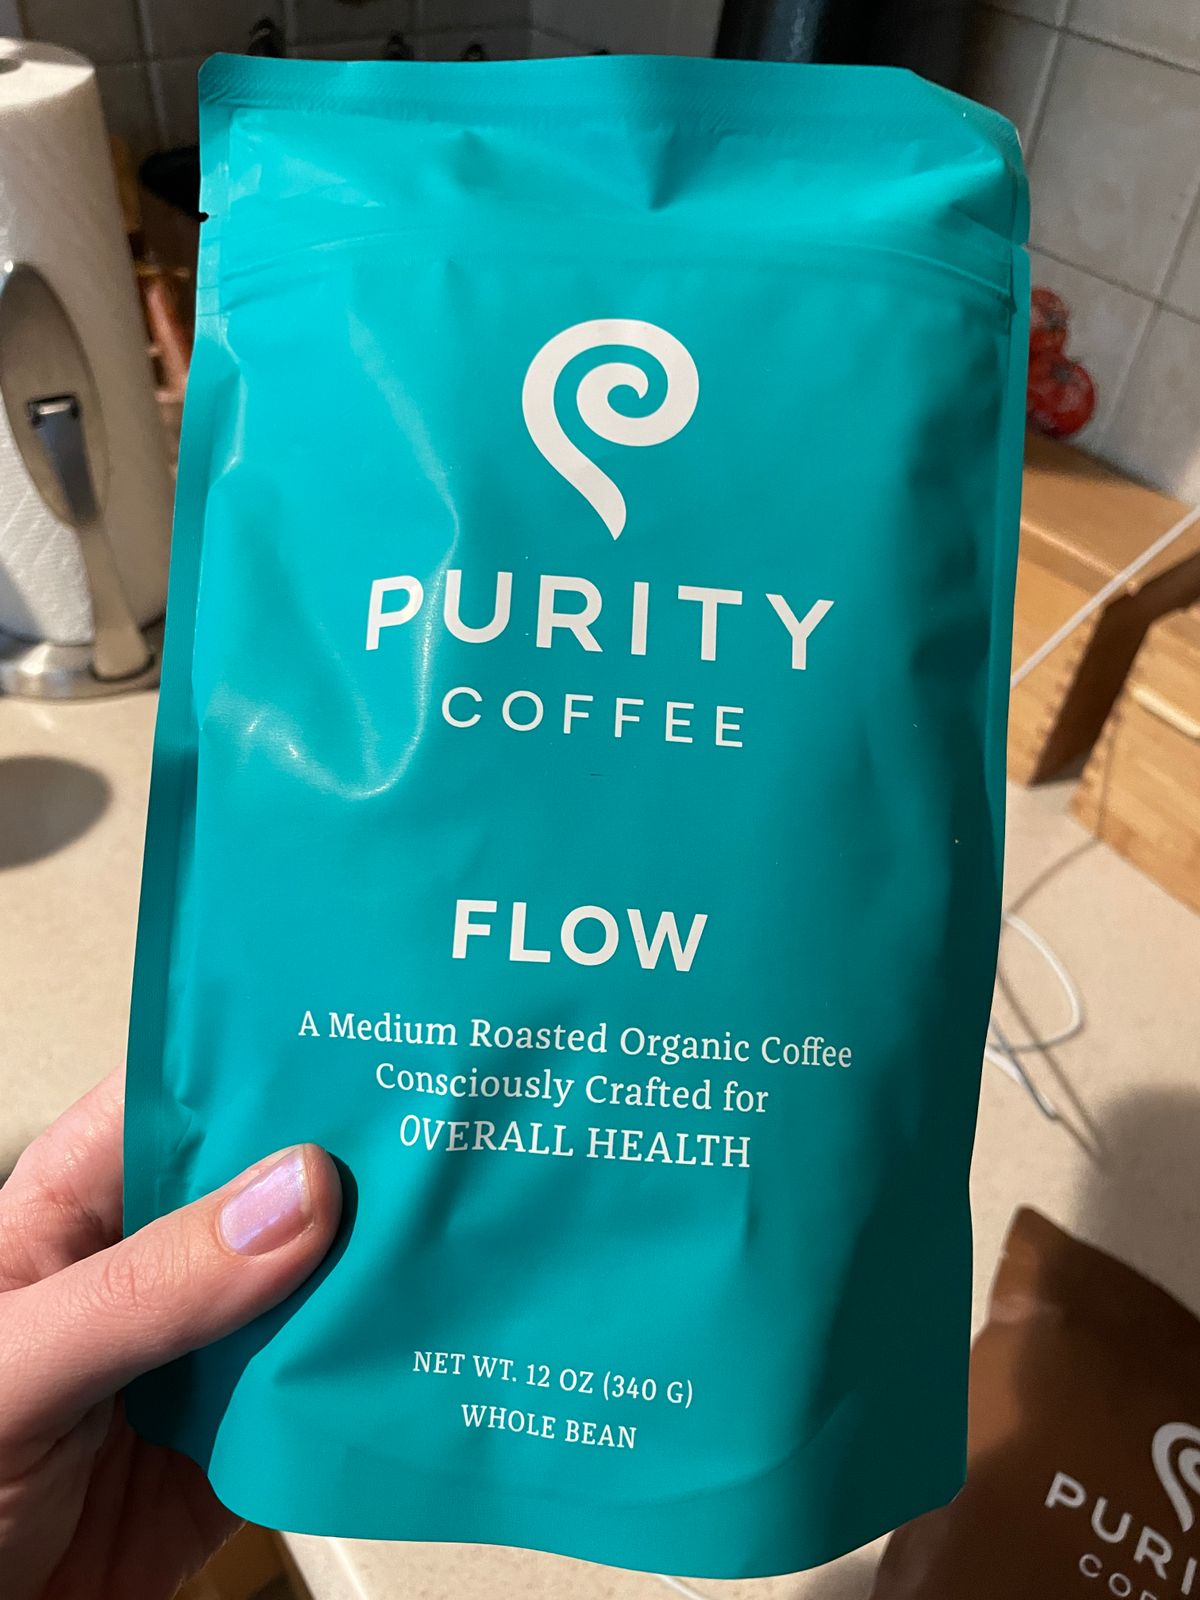 PURITY
COFFEE
FLOW
A Medium Roasted Organic Coffee
Consciously Crafted for
OVERALL HEALTH
NET WT. 12 OZ (340 G)
WHOLE BEAN